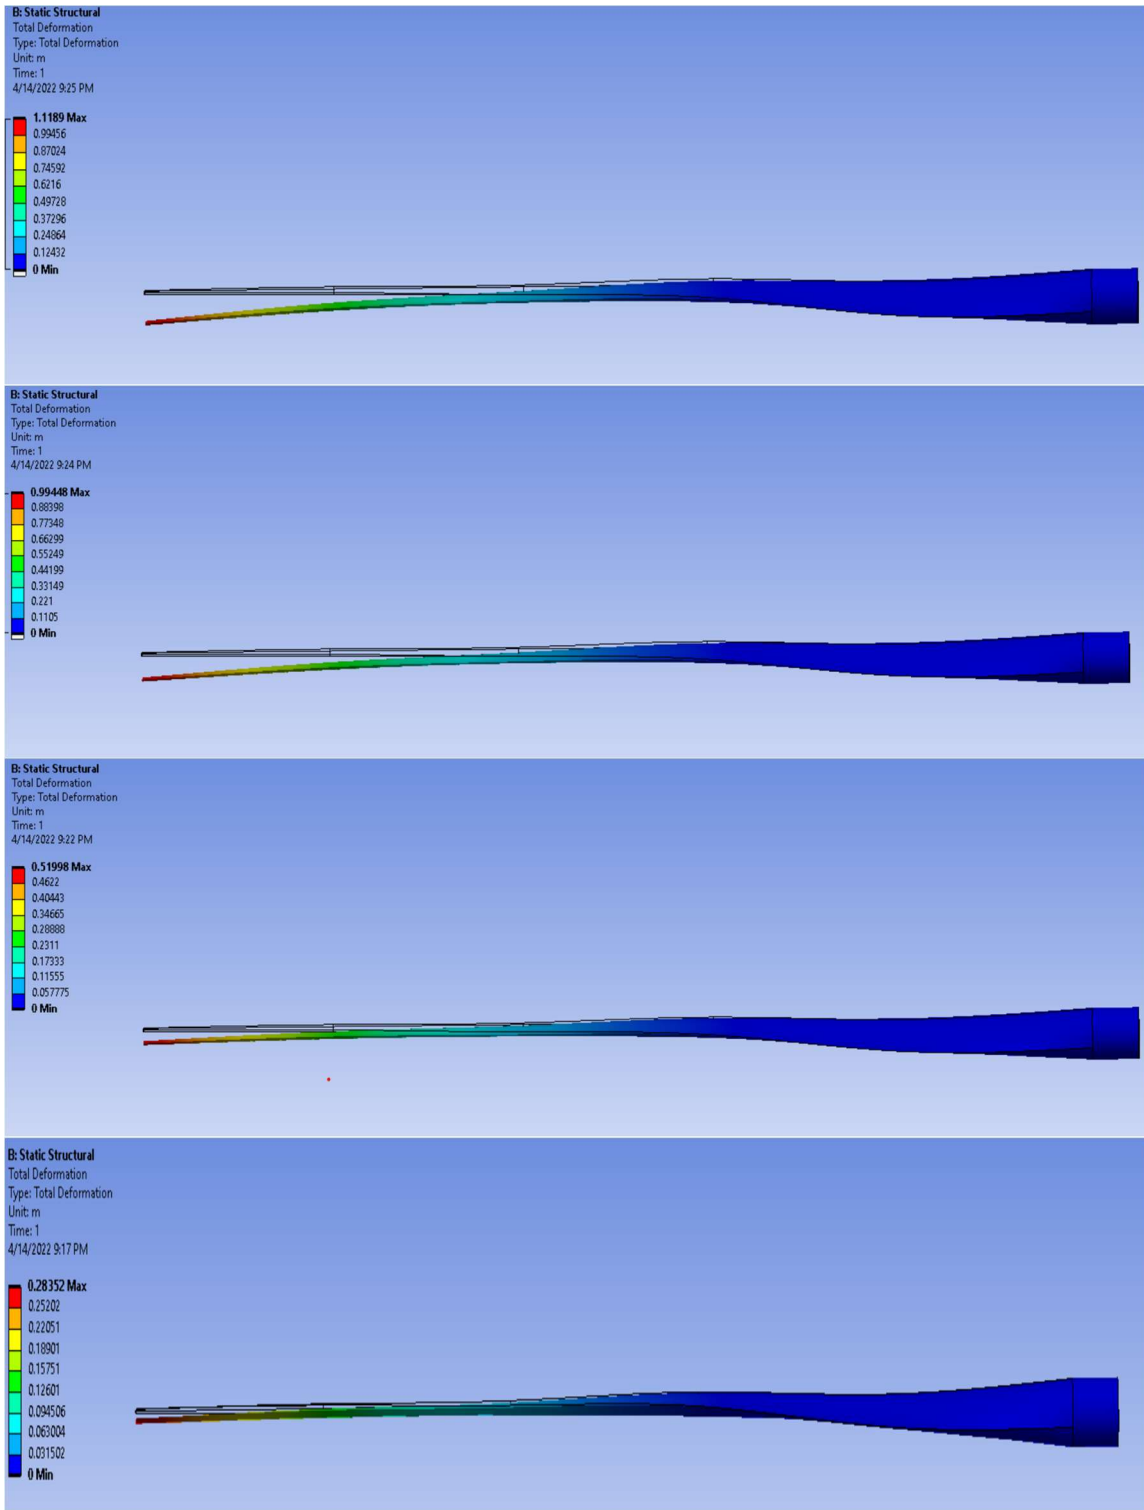 B: Static Structural
Total Deformation
Type: Total Deformation
Unit: m
Time: 1
4/14/2022 9:25 PM
1.1189 Max
0.99456
0.87024
0.74592
0.6216
0.49728
0.37296
0.24864
0.12432
0 Min
B: Static Structural
Total Deformation
Type: Total Deformation
Unit: m
Time: 1
4/14/2022 9:24 PM
0.99448 Max
0.88398
0.77348
0.66299
0.55249
0.44199
0.33149
0.221
0.1105
0 Min
B: Static Structural
Total Deformation
Type: Total Deformation
Unit: m
Time: 1
4/14/2022 9:22 PM
0.51998 Max
0.4622
0.40443
0.34665
0.28888
0.2311
0.17333
0.11555
0.057775
0 Min
B: Static Structural
Total Deformation
Type: Total Deformation
Unit: m
Time: 1
4/14/2022 9:17 PM
0.28352 Max
0.25202
0.22051
0.18901
0.15751
0.12601
0.094506
0.063004
0.031502
0 Min